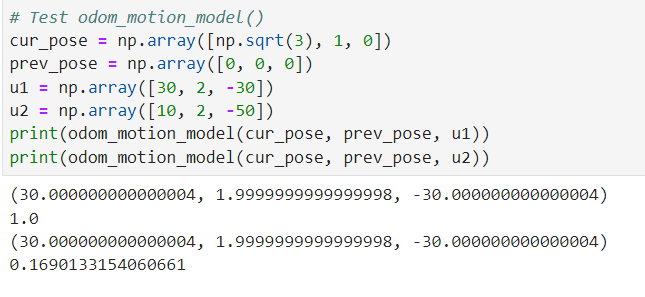 # Test odom_motion_model()
cur_pose = np.array([np.sqrt(3), 1, 0])
prev_pose = np.array([0, 0, 0])
u1 = np.array([30, 2, -30])
u2 = np.array([10, 2, -50])
print(odom_motion_model(cur_pose, prev_pose, u1))
print(odom_motion_model(cur_pose, prev_pose, u2))
(30.000000000000004, 1.9999999999999998, -30.000000000000004)
1.0
(30.000000000000004, 1.9999999999999998, -30.000000000000004)
0.1690133154060661